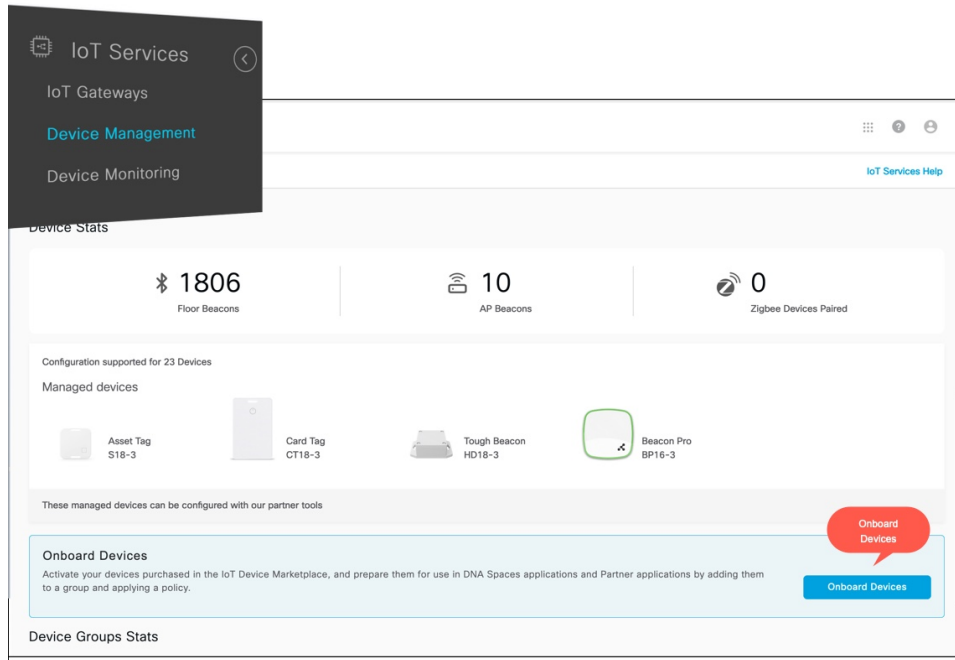 IoT Services
IoT Gateways
Device Management
Device Monitoring
IoT Services Help
Device Stats
1806
Floor Beacons
10
AP Beacons
0
Zigbee Devices Paired
Configuration supported for 23 Devices
Managed devices
Asset Tag
S18-3
Card Tag
CT18-3
Tough Beacon
HD18-3
Beacon Pro
BP16-3
These managed devices can be configured with our partner tools
Onboard
Devices
Onboard Devices
Activate your devices purchased in the IoT Device Marketplace, and prepare them for use in DNA Spaces applications and Partner applications by adding them
to a group and applying a policy.
Onboard Devices
Device Groups Stats